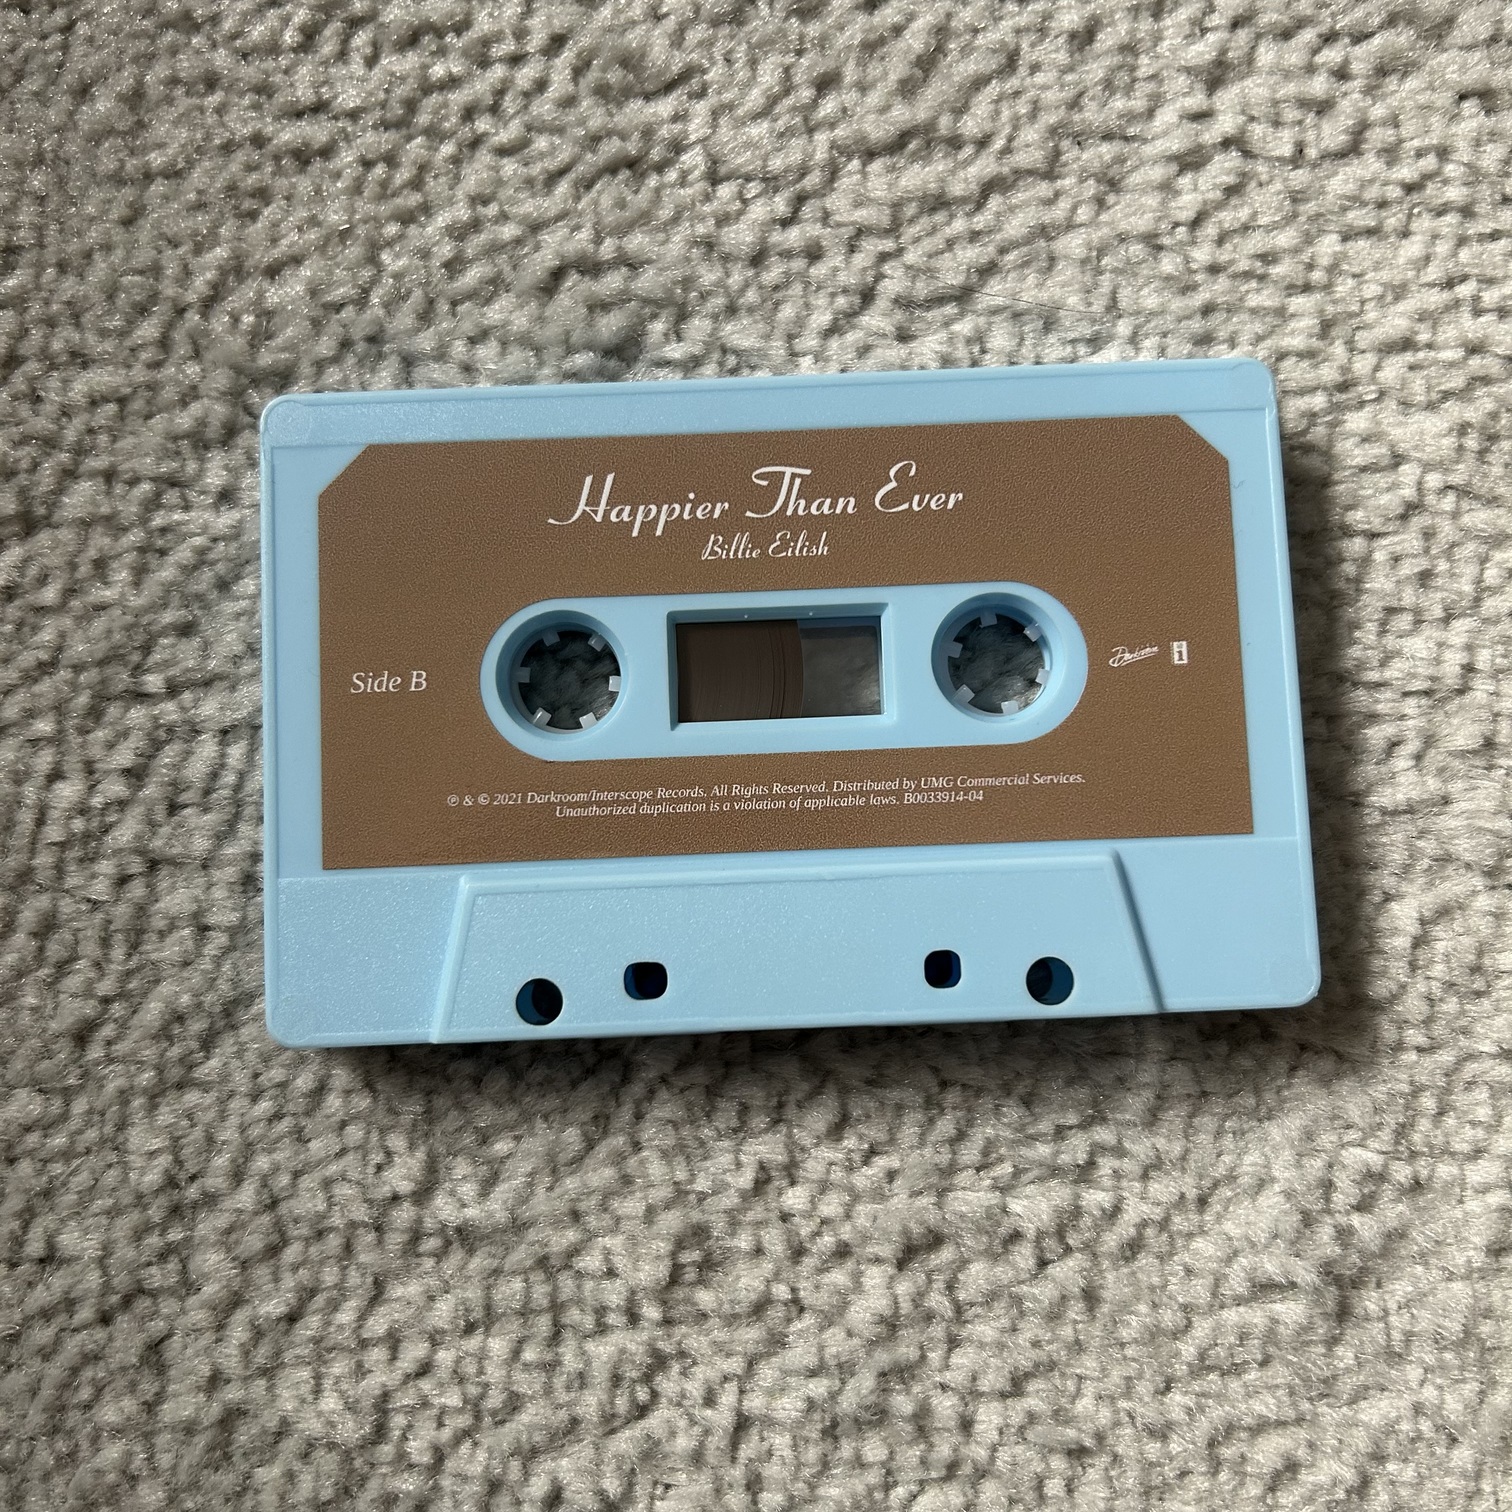 Happier Than Ever
Billie Eilish
Side B
Darkroom
i
℗ & © 2021 Darkroom/Interscope Records. All Rights Reserved. Distributed by UMG Commercial Services.
Unauthorized duplication is a violation of applicable laws. B0033914-04